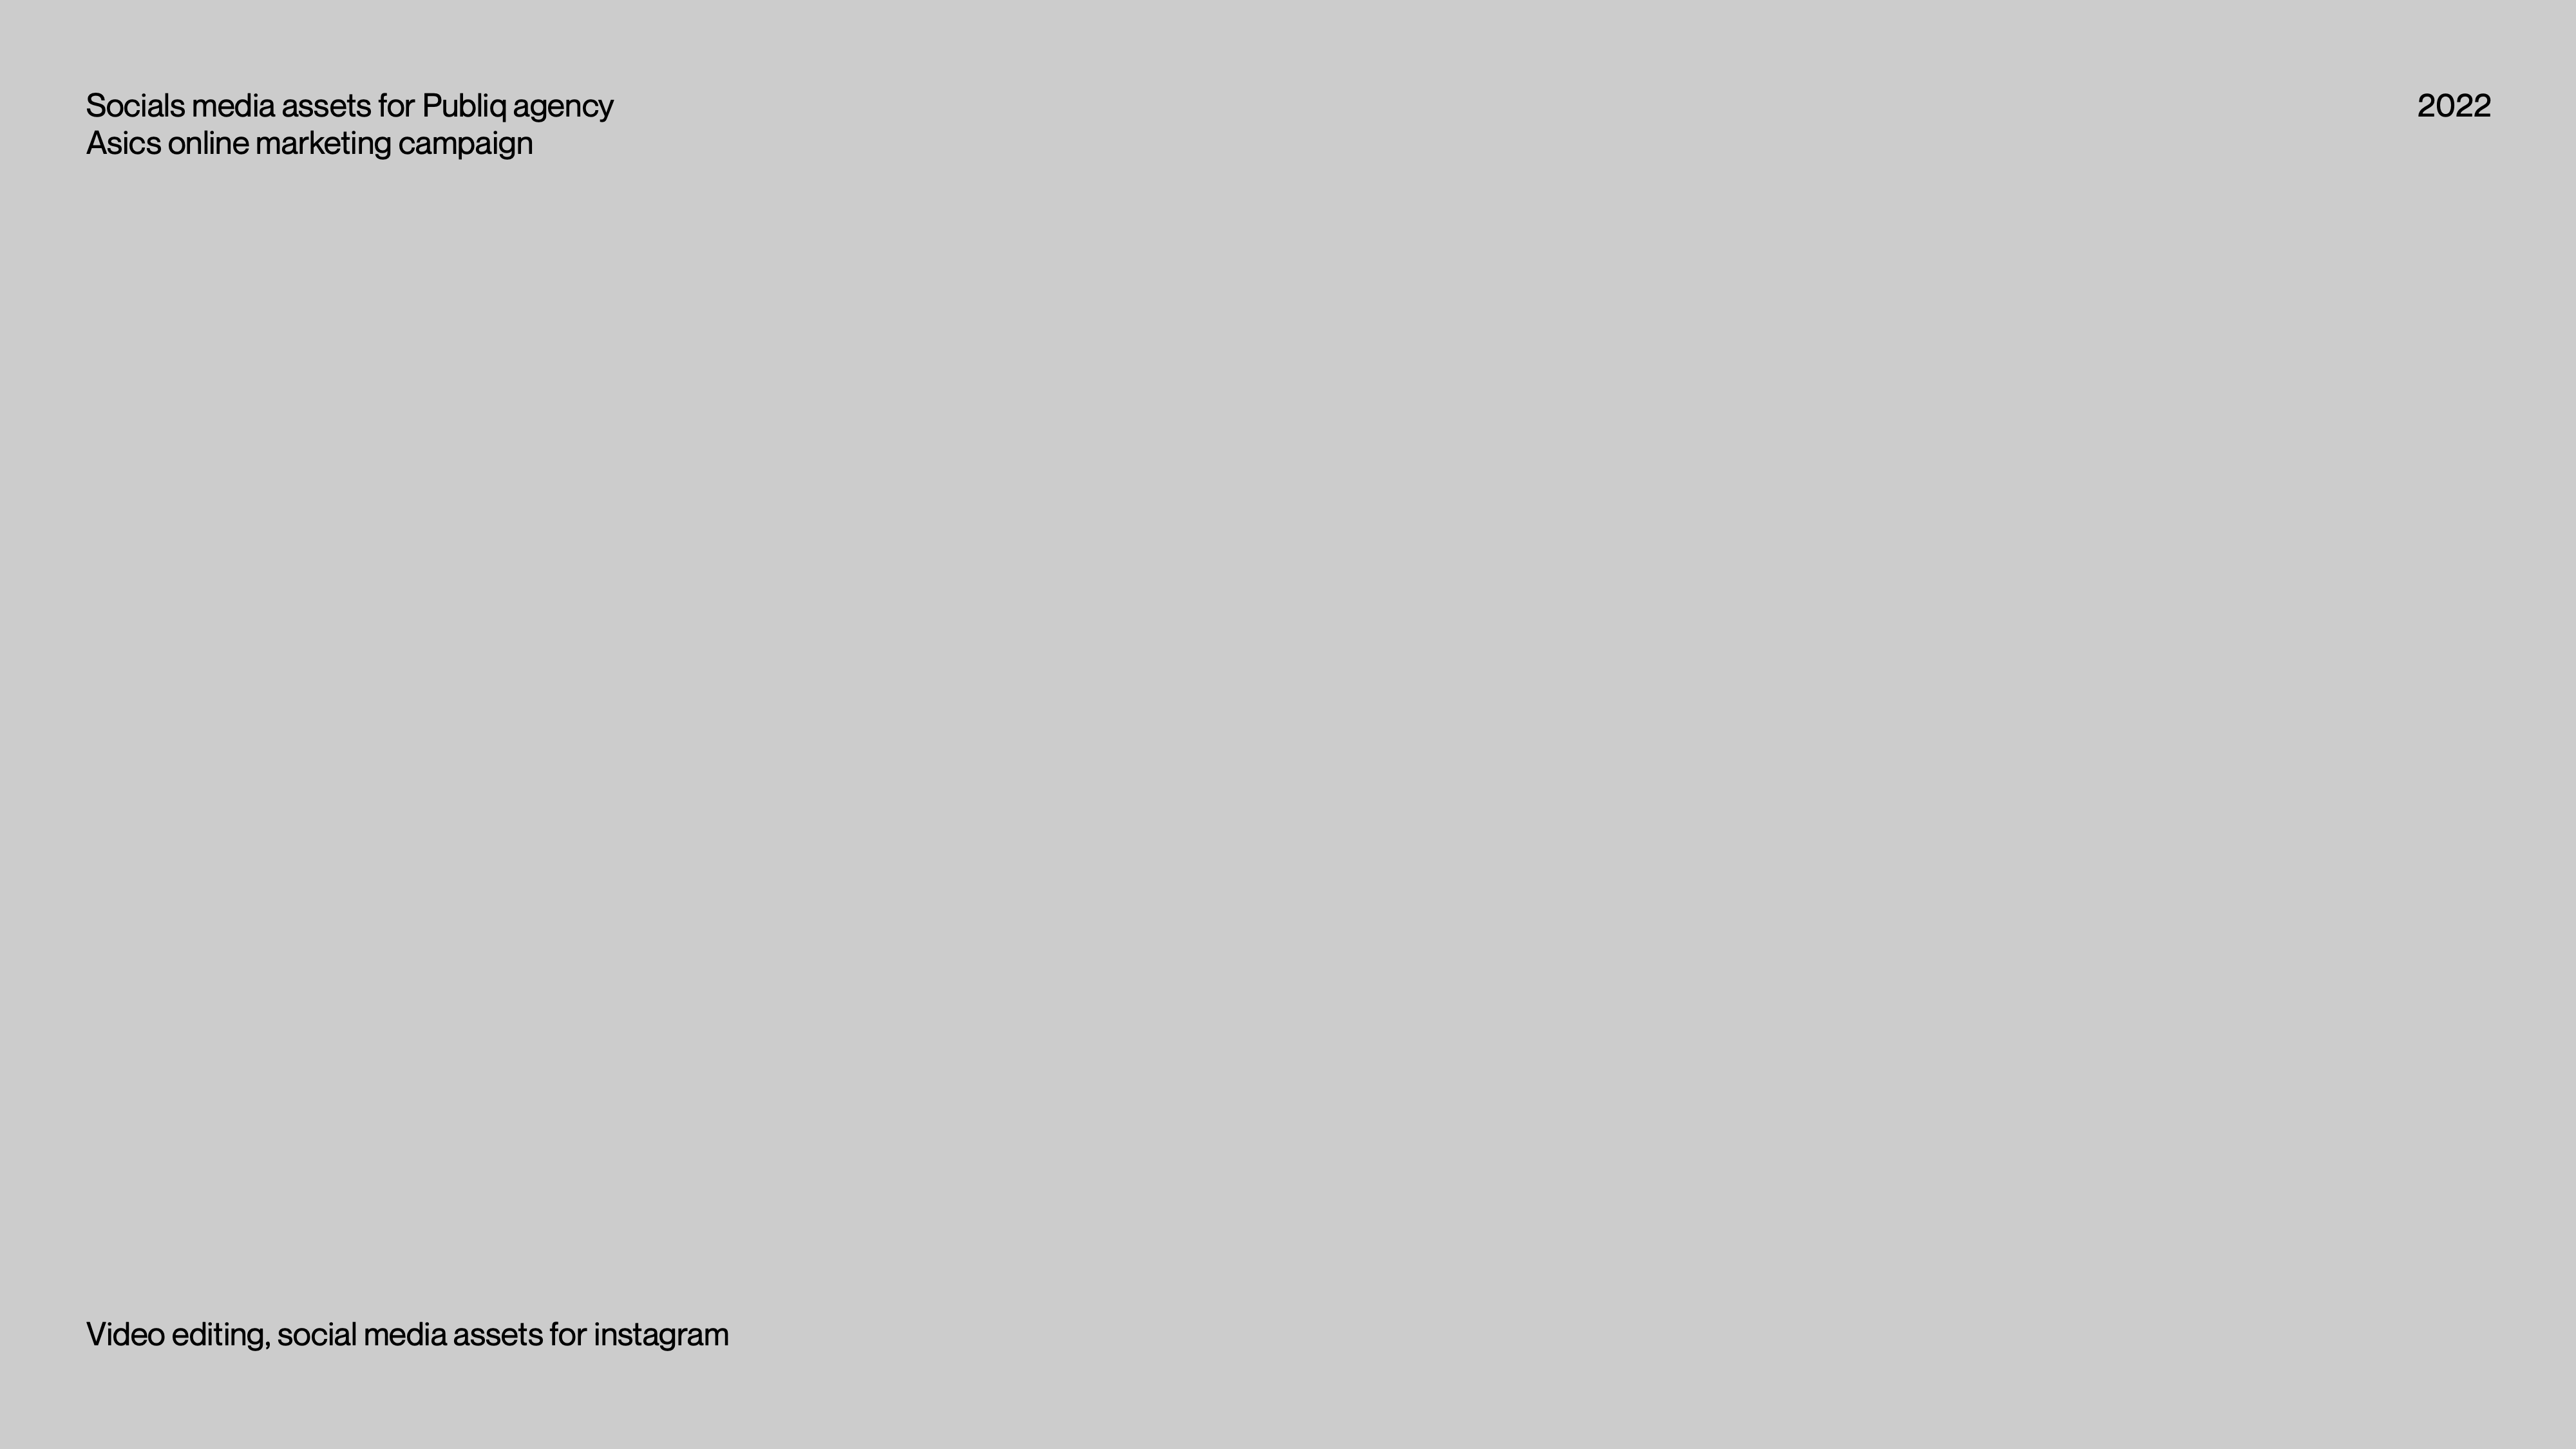 Socials media assets for Publiq agency
Asics online marketing campaign
2022
Video editing, social media assets for instagram